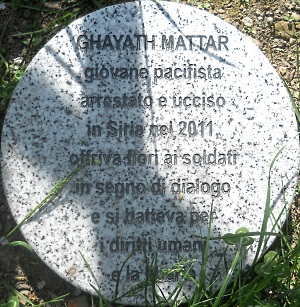 GHAYATH MATTAR
giovane pacifista
arrestato e ucciso
in Siria nel 2011
offriva fiori ai soldati
in segno di dialogo
e si batteva per
i diritti umani
e la